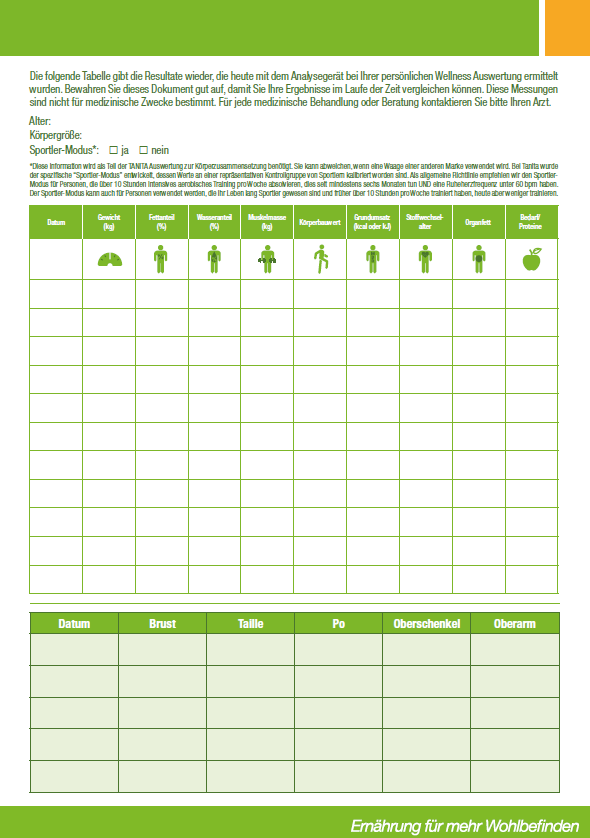 Die folgende Tabelle gibt die Resultate wieder, die heute mit dem Analysegerät bei Ihrer persönlichen Wellness Auswertung ermittelt
wurden. Bewahren Sie dieses Dokument gut auf, damit Sie Ihre Ergebnisse im Laufe der Zeit vergleichen können. Diese Messungen
sind nicht für medizinische Zwecke bestimmt. Für jede medizinische Behandlung oder Beratung kontaktieren Sie bitte Ihren Arzt.
Alter:
Körpergröße:
Sportler-Modus*: ☐ ja ☐ nein
*Diese Information wird als Teil der TANITA Auswertung zur Körperzusammensetzung benötigt. Sie kann abweichen, wenn eine Waage einer anderen Marke verwendet wird. Bei Tanita wurde
der spezifische "Sportler-Modus" entwickelt, dessen Werte an einer repräsentativen Kontrollgruppe von Sportlern kalibriert worden sind. Als allgemeine Richtlinie empfehlen wir den Sportler-
Modus für Personen, die über 10 Stunden intensives aerobisches Training pro Woche absolvieren, dies seit mindestens sechs Monaten tun UND eine Ruheherzfrequenz unter 60 bpm haben.
Der Sportler-Modus kann auch für Personen verwendet werden, die ihr Leben lang Sportler gewesen sind und früher über 10 Stunden pro Woche trainiert haben, heute aber weniger trainieren.
Datum Gewicht (kg) Fettanteil (%) Wasseranteil (%) Muskelmasse (kg) Körperbauwert Grundumsatz (kcal oder kJ) Stoffwechsel-alter Organfett Bedarf/ Proteine
Datum Brust Taille Po Oberschenkel Oberarm
Ernährung für mehr Wohlbefinden